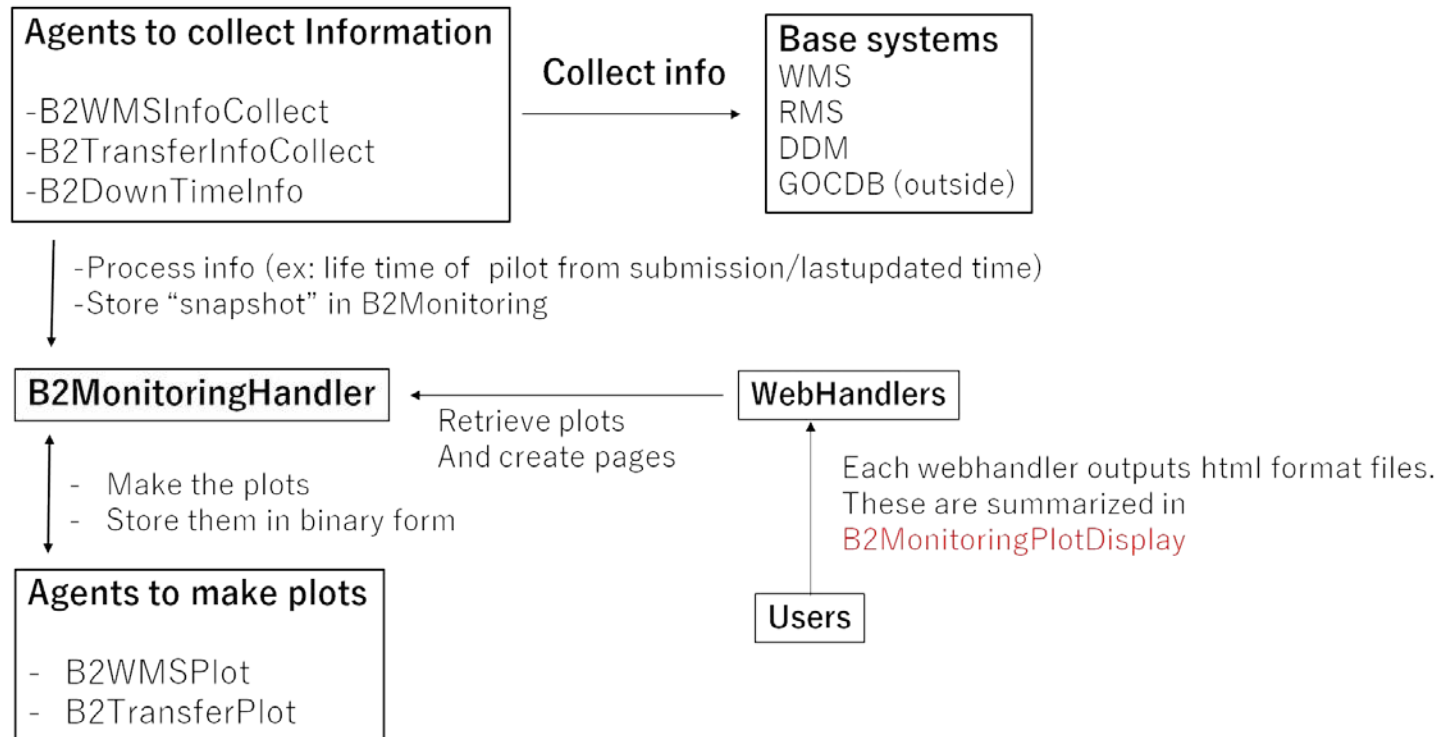 Agents to collect Information
-B2WMSInfoCollect
-B2TransferInfoCollect
-B2DownTimeInfo
Collect info
Base systems
WMS
RMS
DDM
GOCDB (outside)
-Process info (ex: life time of pilot from submission/lastupdated time)
-Store “snapshot” in B2Monitoring
B2MonitoringHandler
Retrieve plots
And create pages
WebHandlers
- Make the plots
- Store them in binary form
Each webhandler outputs html format files.
These are summarized in
B2MonitoringPlotDisplay
Agents to make plots
- B2WMSPlot
- B2TransferPlot
Users